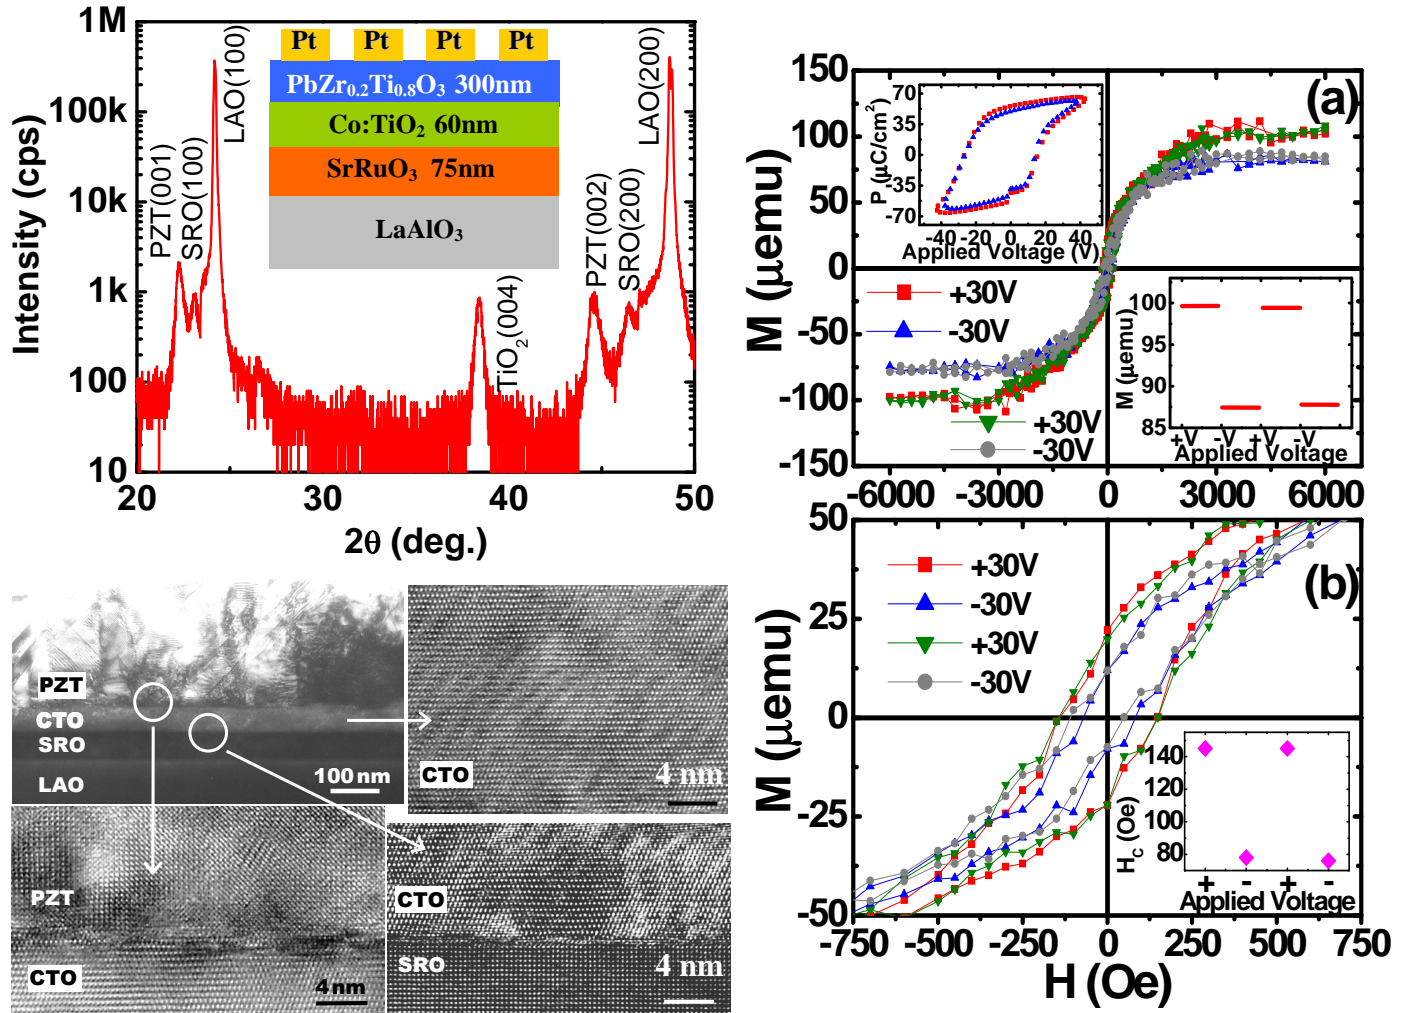 1M
100k
10k
1k
100
10
Intensity (cps)
20
30
40
50
2θ (deg.)
PZT(001)
SRO(100)
LAO(100)
TiO2(004)
PZT(002)
SRO(200)
LAO(200)
Pt Pt Pt Pt
PbZr0.2Ti0.8O3 300nm
Co:TiO2 60nm
SrRuO3 75nm
LaAlO3
PZT
CTO
SRO
LAO
100 nm
CTO
4 nm
PZT
CTO
4 nm
CTO
SRO
4 nm
(a)
150
100
50
0
-50
-100
-150
M (μemu)
-6000 -3000 0 3000 6000
70
35
0
-35
-70
P (μC/cm2)
-40 -20 0 20 40
Applied Voltage (V)
+30V
-30V
+30V
-30V
100
95
90
85
M (μemu)
+V -V +V -V
Applied Voltage
(b)
50
25
0
-25
-50
M (μemu)
-750 -500 -250 0 250 500 750
H (Oe)
+30V
-30V
+30V
-30V
140
120
100
80
HC (Oe)
+ - + -
Applied Voltage